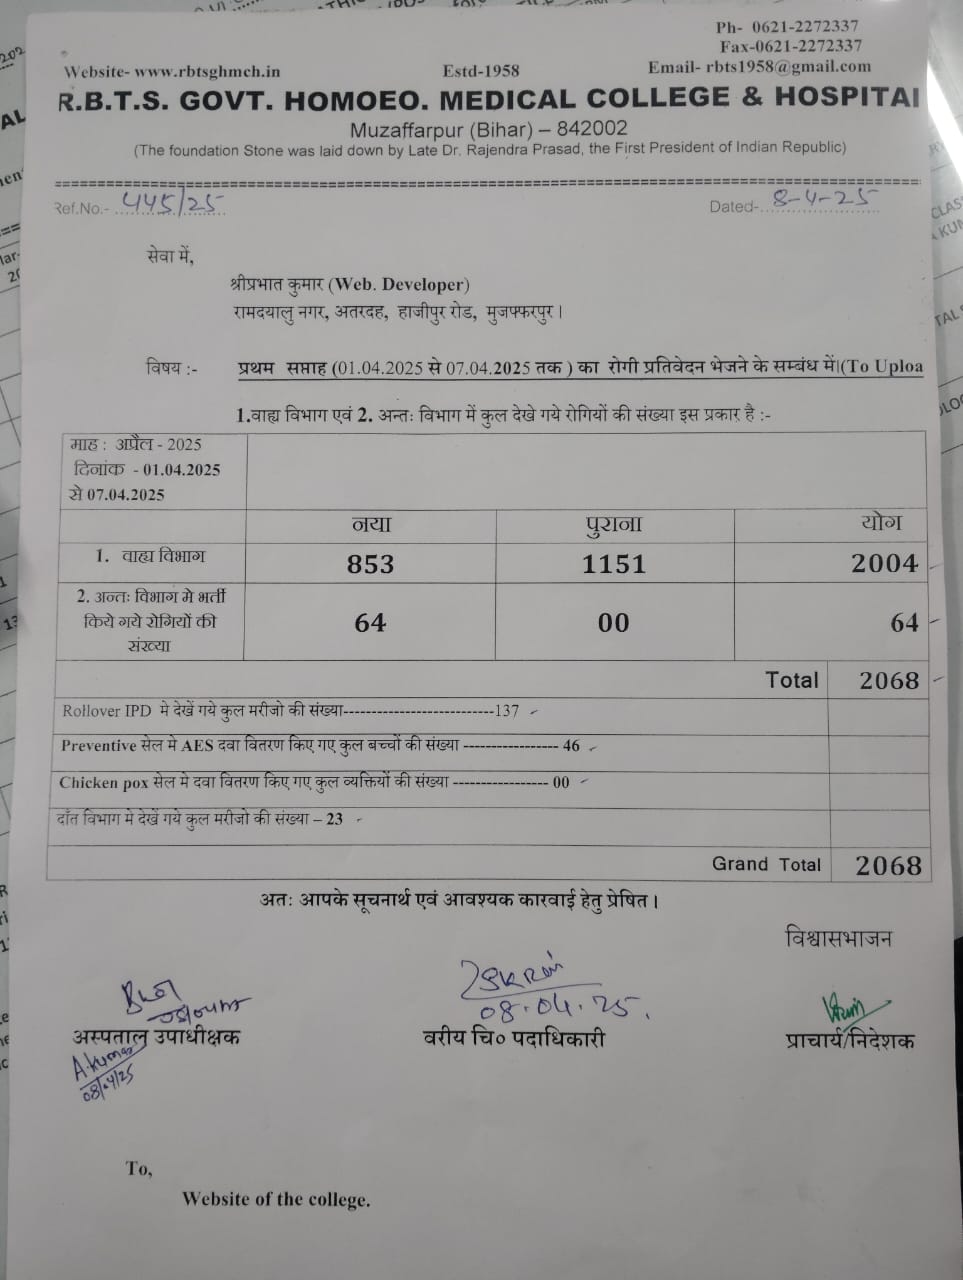 Ph- 0621-2272337
Fax-0621-2272337
Website- www.rbtsghmch.in Estd-1958 Email- rbts1958@gmail.com
R.B.T.S. GOVT. HOMOEO. MEDICAL COLLEGE & HOSPITAL
Muzaffarpur (Bihar) – 842002
(The foundation Stone was laid down by Late Dr. Rajendra Prasad, the First President of Indian Republic)
Ref.No.- 445/25 Dated- 8-4-25
सेवा में,
श्रीप्रभात कुमार (Web. Developer)
रामदयालु नगर, अतरदह, हाजीपुर रोड, मुजफ्फरपुर।
विषय :- प्रथम सप्ताह (01.04.2025 से 07.04.2025 तक ) का रोगी प्रतिवेदन भेजने के सम्बंध में।(To Uploa
1.वाह्य विभाग एवं 2. अन्तः विभाग में कुल देखे गये रोगियों की संख्या इस प्रकार है :-
माह : अप्रैल - 2025
दिनांक - 01.04.2025
से 07.04.2025
नया पुराना योग
1. वाह्य विभाग 853 1151 2004
2. अन्तः विभाग मे भर्ती
किये गये रोगियों की
संख्या
64 00 64
Total 2068
Rollover IPD मे देखें गये कुल मरीजो की संख्या---------------------------137
Preventive सेल मे AES दवा वितरण किए गए कुल बच्चों की संख्या ----------------- 46
Chicken pox सेल मे दवा वितरण किए गए कुल व्यक्तियों की संख्या ----------------- 00
दाँत विभाग मे देखें गये कुल मरीजो की संख्या – 23
Grand Total 2068
अतः आपके सूचनार्थ एवं आवश्यक कारवाई हेतु प्रेषित।
विश्वासभाजन
08.04.25.
अस्पताल उपाधीक्षक वरीय चि० पदाधिकारी प्राचार्य/निदेशक
A.Kumar
08/04/25
To,
Website of the college.